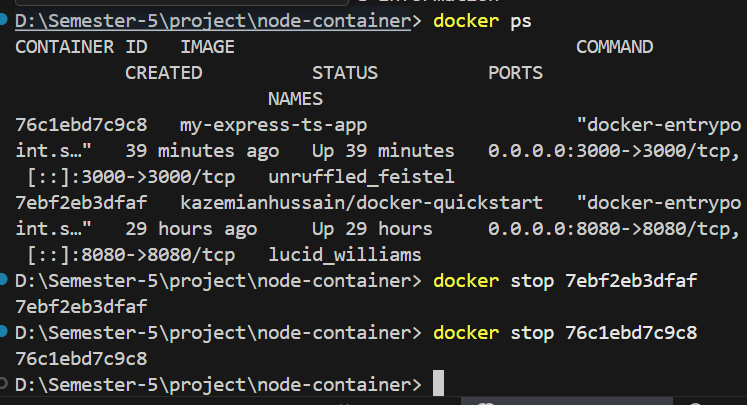 D:\Semester-5\project\node-container> docker ps
CONTAINER ID   IMAGE                             COMMAND
CREATED          STATUS          PORTS
NAMES
76c1ebd7c9c8   my-express-ts-app                 "docker-entrypo
int.s…"   39 minutes ago   Up 39 minutes   0.0.0.0:3000->3000/tcp,
[::]:3000->3000/tcp   unruffled_feistel
7ebf2eb3dfaf   kazemianhussain/docker-quickstart   "docker-entrypo
int.s…"   29 hours ago     Up 29 hours     0.0.0.0:8080->8080/tcp,
[::]:8080->8080/tcp   lucid_williams
D:\Semester-5\project\node-container> docker stop 7ebf2eb3dfaf
7ebf2eb3dfaf
D:\Semester-5\project\node-container> docker stop 76c1ebd7c9c8
76c1ebd7c9c8
D:\Semester-5\project\node-container>